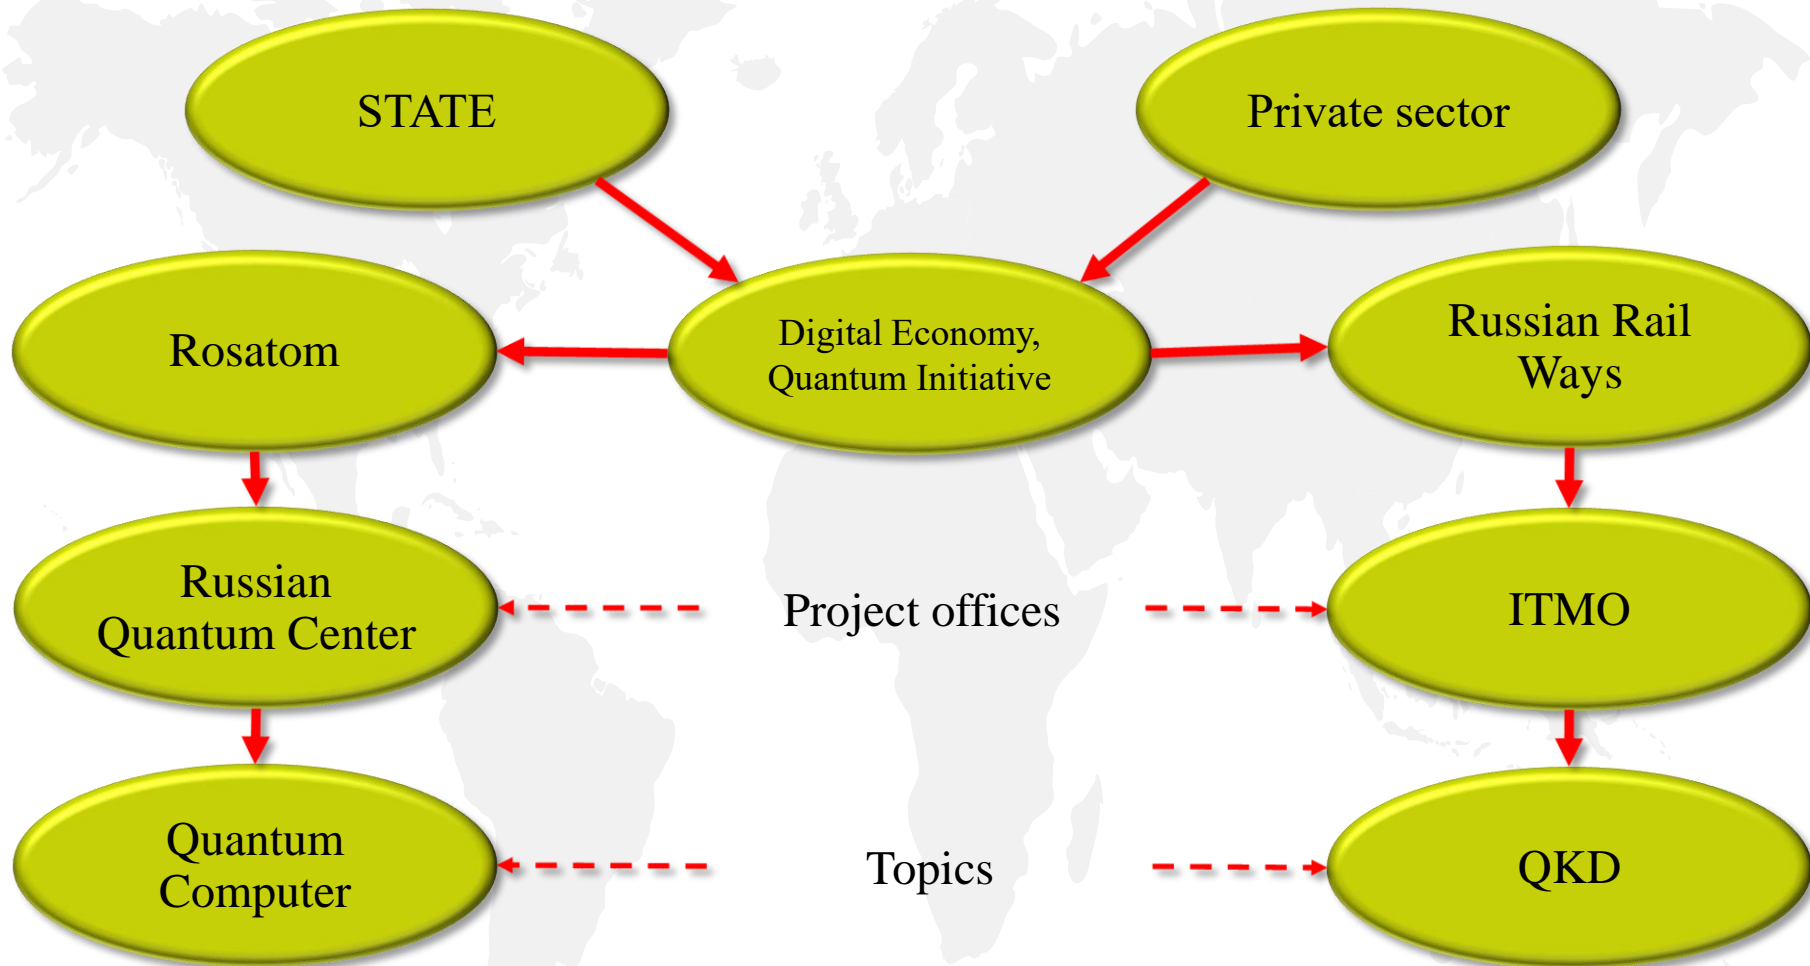 STATE
Private sector
Rosatom
Digital Economy,
Quantum Initiative
Russian Rail
Ways
Russian
Quantum Center
Project offices
ITMO
Quantum
Computer
Topics
QKD